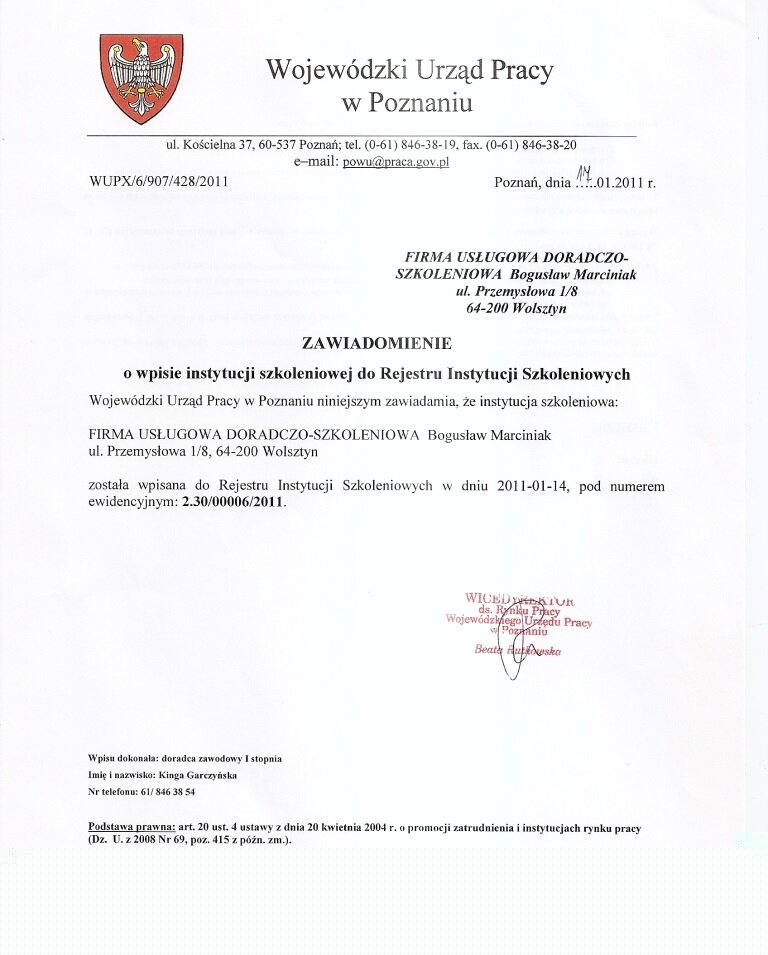 Wojewódzki Urząd Pracy
w Poznaniu
ul. Kościelna 37, 60-537 Poznań; tel. (0-61) 846-38-19, fax. (0-61) 846-38-20
e–mail: powu@praca.gov.pl
WUPX/6/907/428/2011
Poznań, dnia .....01.2011 r.
FIRMA USŁUGOWA DORADCZO-
SZKOLENIOWA Bogusław Marciniak
ul. Przemysłowa 1/8
64-200 Wolsztyn
ZAWIADOMIENIE
o wpisie instytucji szkoleniowej do Rejestru Instytucji Szkoleniowych
Wojewódzki Urząd Pracy w Poznaniu niniejszym zawiadamia, że instytucja szkoleniowa:
FIRMA USŁUGOWA DORADCZO-SZKOLENIOWA Bogusław Marciniak
ul. Przemysłowa 1/8, 64-200 Wolsztyn
została wpisana do Rejestru Instytucji Szkoleniowych w dniu 2011-01-14, pod numerem
ewidencyjnym: 2.30/00006/2011.
WICEDYREKTOR
ds. Rynku Pracy
Wojewódzkiego Urzędu Pracy
w Poznaniu
Beata Rutkowska
Wpisu dokonała: doradca zawodowy I stopnia
Imię i nazwisko: Kinga Garczyńska
Nr telefonu: 61/ 846 38 54
Podstawa prawna: art. 20 ust. 4 ustawy z dnia 20 kwietnia 2004 r. o promocji zatrudnienia i instytucjach rynku pracy
(Dz. U. z 2008 Nr 69, poz. 415 z późn. zm.).